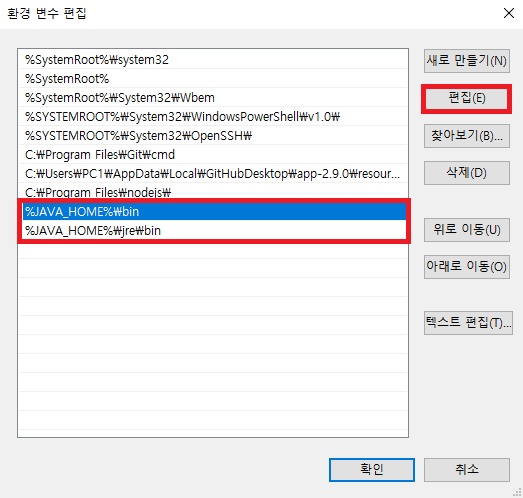 환경 변수 편집
%SystemRoot%₩system32
%SystemRoot%
%SystemRoot%₩System32₩Wbem
%SYSTEMROOT%₩System32₩WindowsPowerShell₩v1.0₩
%SYSTEMROOT%₩System32₩OpenSSH₩
C:₩Program Files₩Git₩cmd
C:₩Users₩PC1₩AppData₩Local₩GitHubDesktop₩app-2.9.0₩resour...
C:₩Program Files₩nodejs₩
%JAVA_HOME%₩bin
%JAVA_HOME%₩jre₩bin
새로 만들기(N)
편집(E)
찾아보기(B)...
삭제(D)
위로 이동(U)
아래로 이동(O)
텍스트 편집(T)...
확인
취소